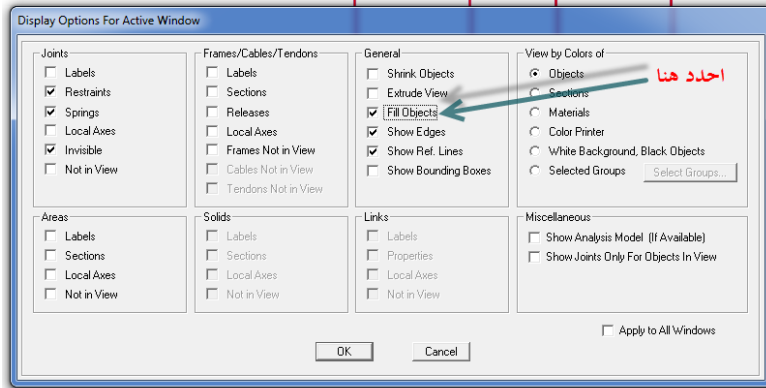 Display Options For Active Window
Joints
Labels
Restraints
Springs
Local Axes
Invisible
Not in View
Frames/Cables/Tendons
Labels
Sections
Releases
Local Axes
Frames Not in View
Cables Not in View
Tendons Not in View
General
Shrink Objects
Extrude View
Fill Objects
Show Edges
Show Ref. Lines
Show Bounding Boxes
View by Colors of
Objects
Sections
Materials
Color Printer
White Background, Black Objects
Selected Groups
Select Groups...
احدد هنا
Areas
Labels
Sections
Local Axes
Not in View
Solids
Labels
Sections
Local Axes
Not in View
Links
Labels
Properties
Local Axes
Not in View
Miscellaneous
Show Analysis Model (If Available)
Show Joints Only For Objects In View
Apply to All Windows
OK
Cancel